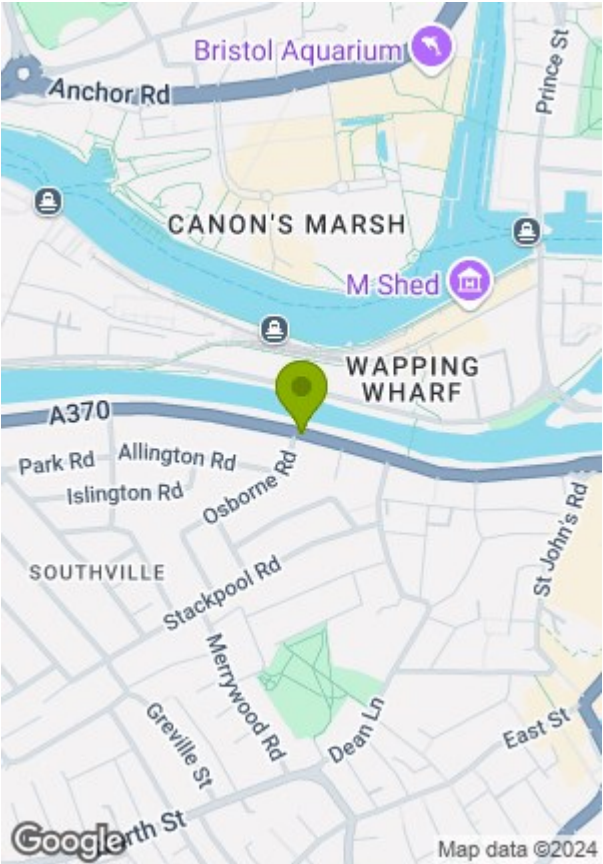 Bristol Aquarium
Prince St
Anchor Rd
CANON'S MARSH
M Shed
WAPPING
WHARF
A370
Park Rd
Allington Rd
Islington Rd
Osborne Rd
St John's Rd
SOUTHVILLE
Stackpool Rd
Merrywood Rd
Greville St
Dean Ln
East St
North St
Google
Map data ©2024